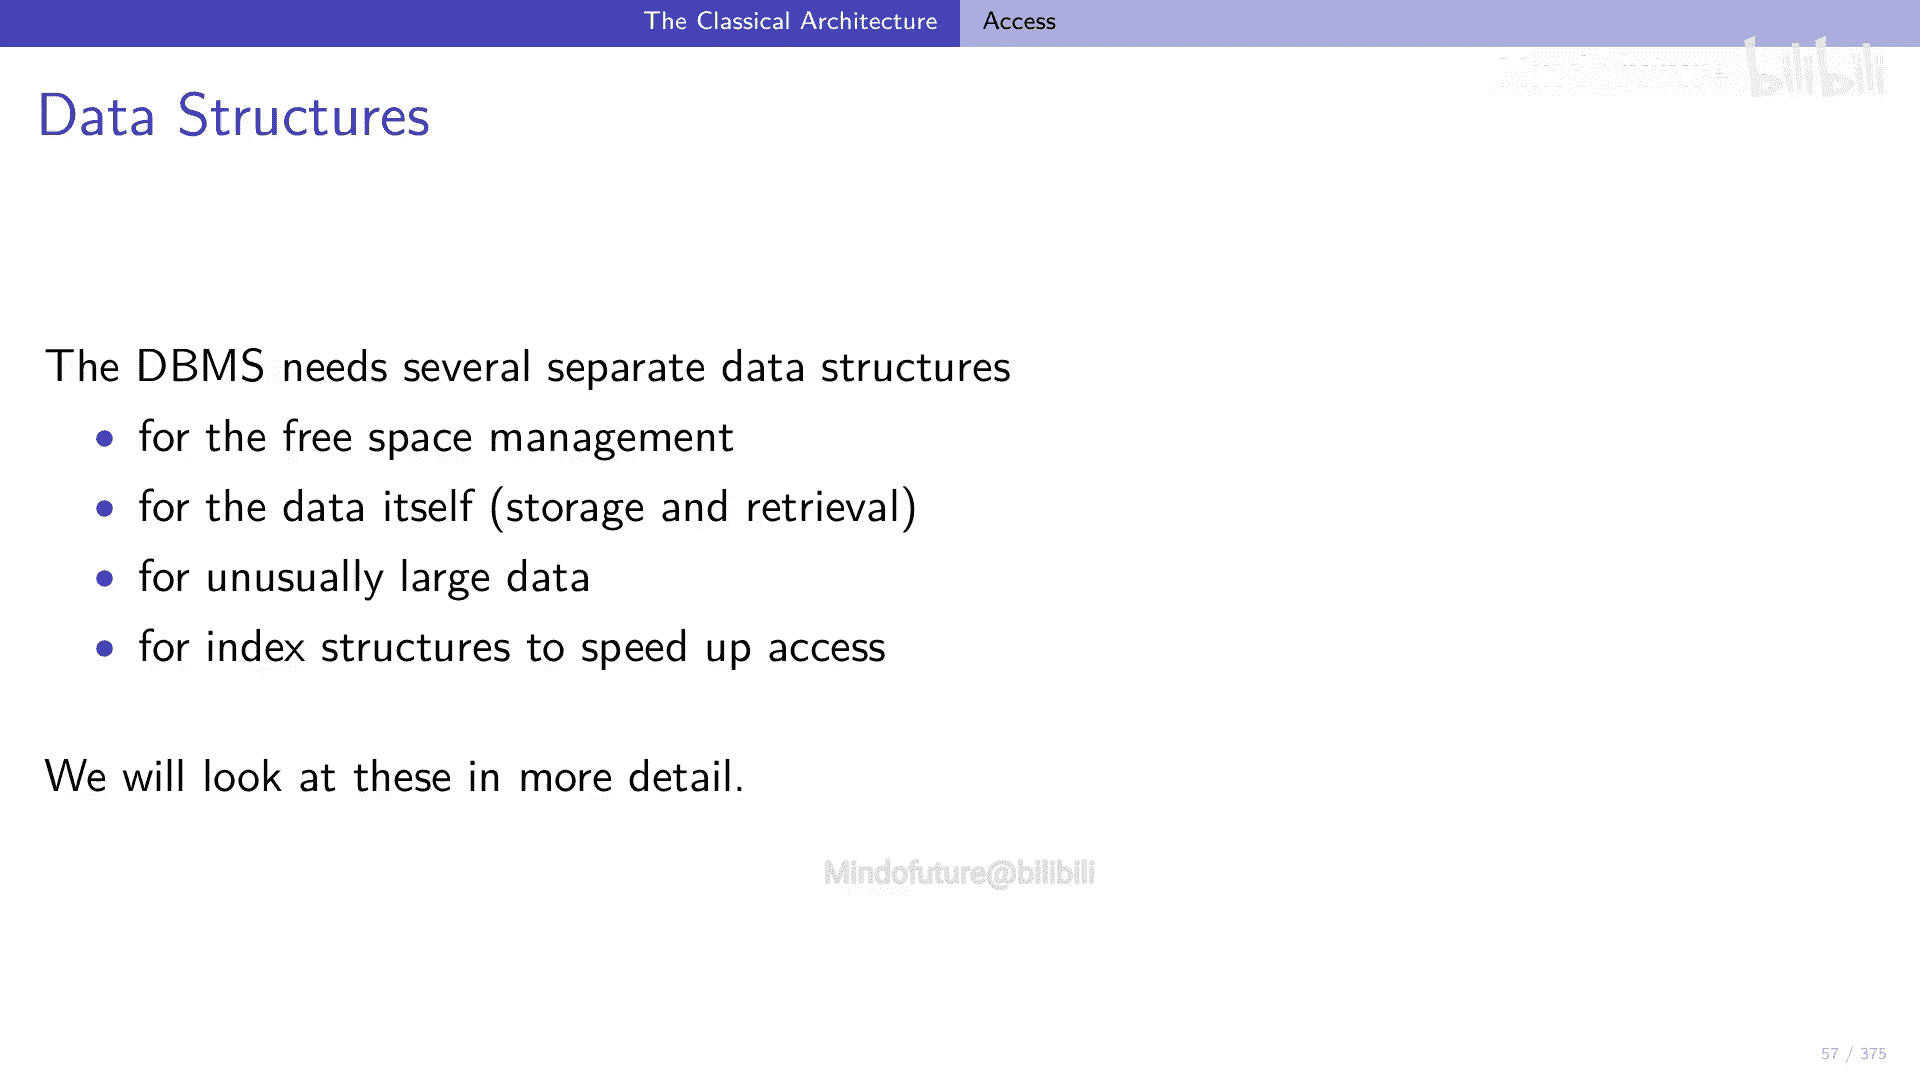 The Classical Architecture Access
bilibili
Data Structures
The DBMS needs several separate data structures
• for the free space management
• for the data itself (storage and retrieval)
• for unusually large data
• for index structures to speed up access
We will look at these in more detail.
Mindofuture@bilibili
57 / 375